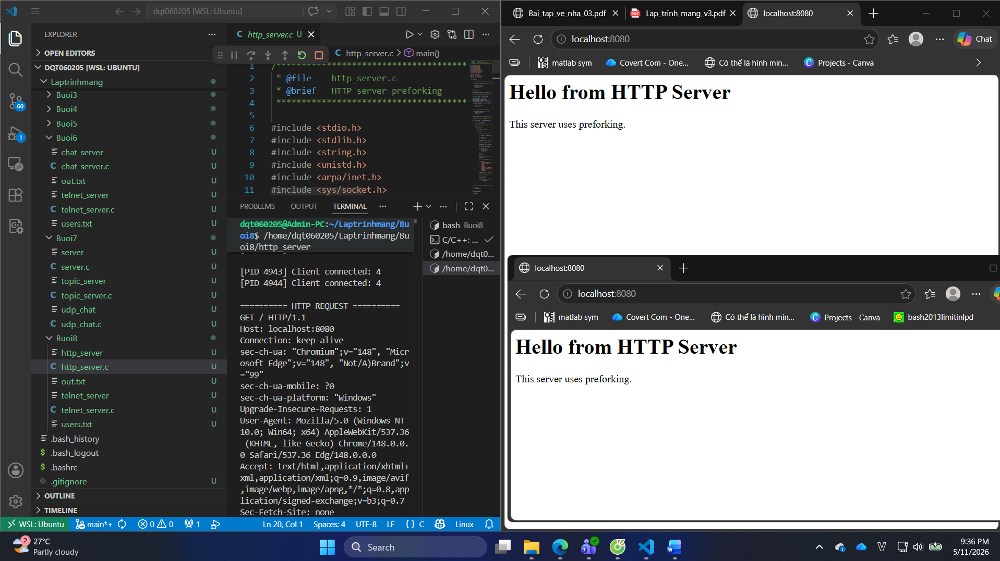 dqt060205 [WSL: Ubuntu]
EXPLORER
OPEN EDITORS
DQT060205 [WSL: UBUNTU]
Laptrinhmang
Buoi3
Buoi4
Buoi5
Buoi6
chat_server U
chat_server.c U
out.txt U
telnet_server U
telnet_server.c U
users.txt U
Buoi7
server U
server.c U
topic_server U
topic_server.c U
udp_chat U
udp_chat.c U
Buoi8
http_server U
http_server.c U
out.txt U
telnet_server U
telnet_server.c U
users.txt U
.bash_history
.bash_logout
.bashrc
.gitignore U
OUTLINE
TIMELINE
60
1
http_server.c U
http_server.c > main()
1 /**************************************
2 * @file http_server.c
3 * @brief HTTP server preforking
4 **************************************
5
6 #include <stdio.h>
7 #include <stdlib.h>
8 #include <string.h>
9 #include <unistd.h>
10 #include <arpa/inet.h>
11 #include <sys/socket.h>
PROBLEMS OUTPUT TERMINAL
dqt060205@Admin-PC:~/Laptrinhmang/Bu
oi8$ /home/dqt060205/Laptrinhmang/Bu
oi8/http_server
[PID 4943] Client connected: 4
[PID 4944] Client connected: 4
========== HTTP REQUEST ==========
GET / HTTP/1.1
Host: localhost:8080
Connection: keep-alive
sec-ch-ua: "Chromium";v="148", "Micr
osoft Edge";v="148", "Not/A)Brand";v
="99"
sec-ch-ua-mobile: ?0
sec-ch-ua-platform: "Windows"
Upgrade-Insecure-Requests: 1
User-Agent: Mozilla/5.0 (Windows NT
10.0; Win64; x64) AppleWebKit/537.36
(KHTML, like Gecko) Chrome/148.0.0.
0 Safari/537.36 Edg/148.0.0.0
Accept: text/html,application/xhtml+
xml,application/xml;q=0.9,image/avif
,image/webp,image/apng,*/*;q=0.8,app
lication/signed-exchange;v=b3;q=0.7
Sec-Fetch-Site: none
bash Buoi8
C/C++: ...
/home/dqt0...
/home/dqt0...
WSL: Ubuntu main*+ 0 0 1 Ln 20, Col 1 Spaces: 4 UTF-8 LF {} C Linux
Bai_tap_ve_nha_03.pdf
PDF Lap_trinh_mang_v3.pdf
localhost:8080
localhost:8080
Chat
matlab sym
Covert Com - One...
Có thể là hình min...
Projects - Canva
Hello from HTTP Server
This server uses preforking.
localhost:8080
localhost:8080
matlab sym
Covert Com - One...
Có thể là hình min...
Projects - Canva
bash2013limitinlpd
Hello from HTTP Server
This server uses preforking.
2
27°C
Partly cloudy
Search
9:36 PM
5/11/2026